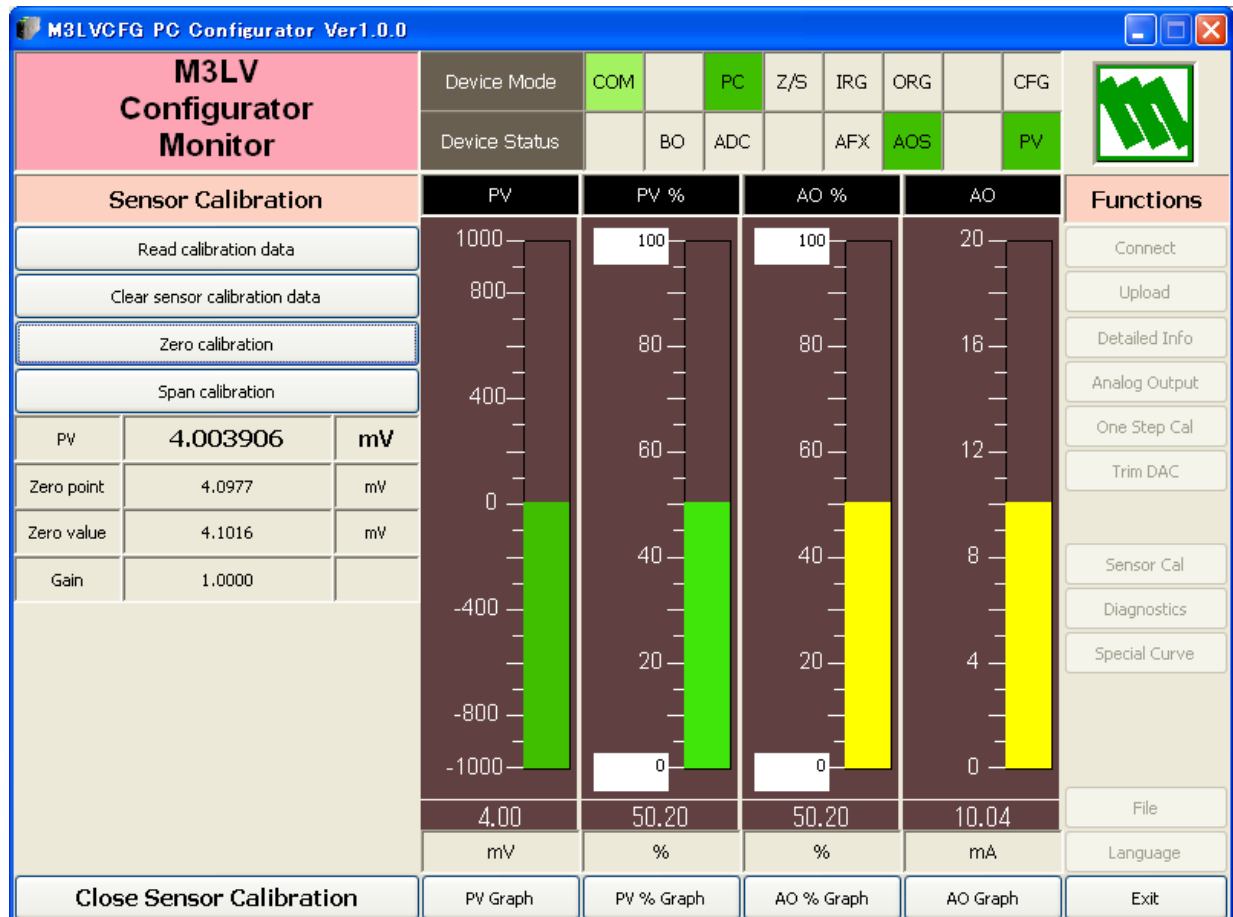 M3LVCFG PC Configurator Ver1.0.0
M3LV
Configurator
Monitor
Device Mode COM PC Z/S IRG ORG CFG
Device Status BO ADC AFX AOS PV
Sensor Calibration
Read calibration data
Clear sensor calibration data
Zero calibration
Span calibration
PV 4.003906 mV
Zero point 4.0977 mV
Zero value 4.1016 mV
Gain 1.0000
Close Sensor Calibration
PV
1000
800
400
0
-400
-800
-1000
4.00
mV
PV Graph
PV %
100
80
60
40
20
0
50.20
%
PV % Graph
AO %
100
80
60
40
20
0
50.20
%
AO % Graph
AO
20
16
12
8
4
0
10.04
mA
AO Graph
Functions
Connect
Upload
Detailed Info
Analog Output
One Step Cal
Trim DAC
Sensor Cal
Diagnostics
Special Curve
File
Language
Exit